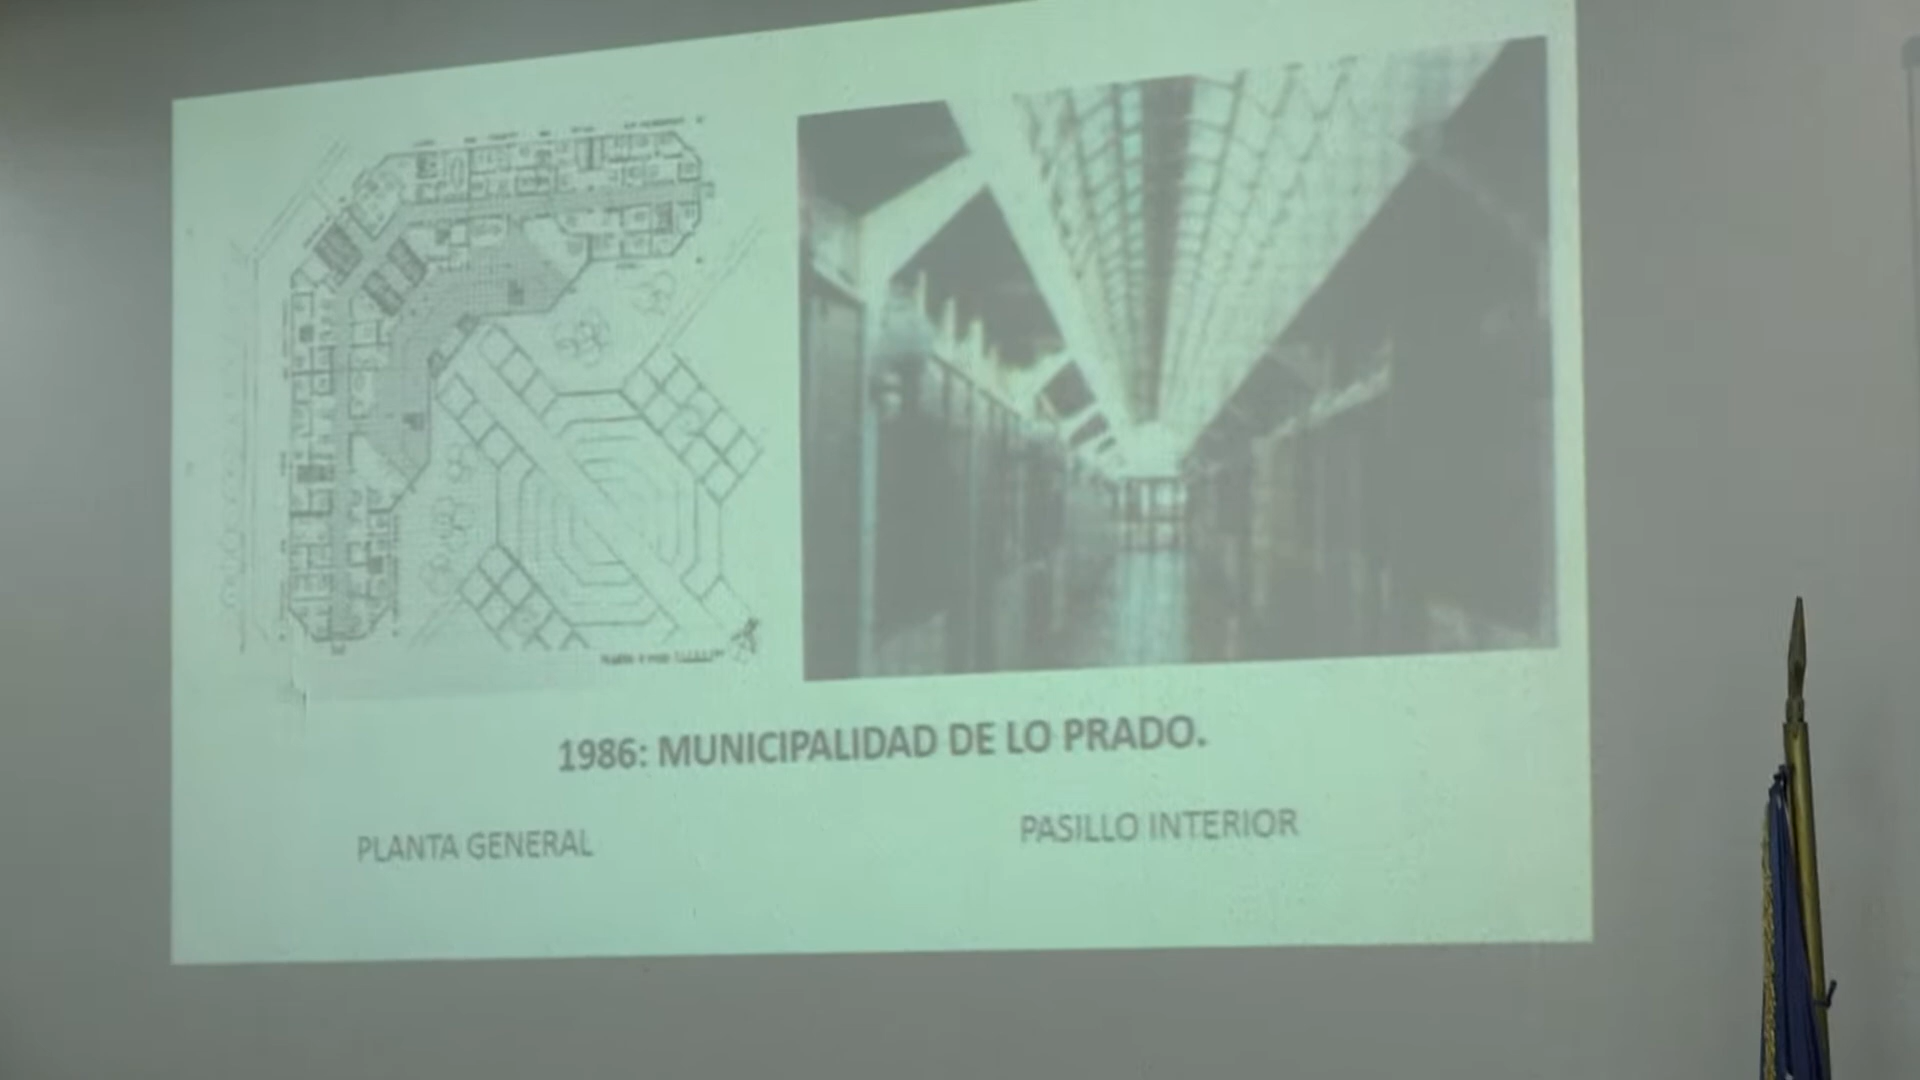 1986: MUNICIPALIDAD DE LO PRADO.
PLANTA GENERAL
PASILLO INTERIOR